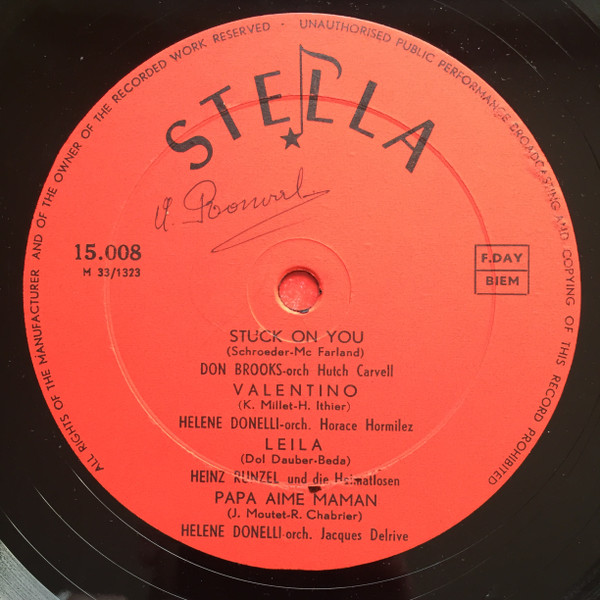 ALL RIGHTS OF THE MANUFACTURER AND OF THE OWNER OF THE RECORDED WORK RESERVED • UNAUTHORISED PUBLIC PERFORMANCE BROADCASTING AND COPYING OF THIS RECORD PROHIBITED
STELLA
15.008
M 33/1323
F.DAY
BIEM
STUCK ON YOU
(Schroeder-Mc Farland)
DON BROOKS-orch Hutch Carvell
VALENTINO
(K. Millet-H. Ithier)
HELENE DONELLI-orch. Horace Hormilez
LEILA
(Dol Dauber-Beda)
HEINZ RUNZEL und die Heimatlosen
PAPA AIME MAMAN
(J. Moutet-R. Chabrier)
HELENE DONELLI-orch. Jacques Delrive